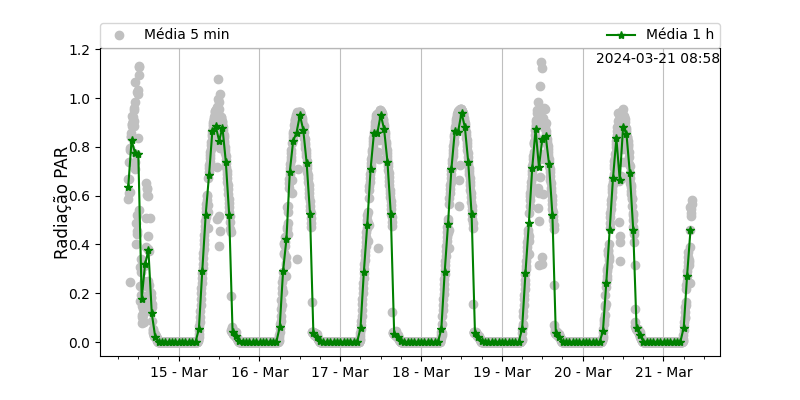 Média 5 min
Média 1 h
2024-03-21 08:58
Radiação PAR
1.2
1.0
0.8
0.6
0.4
0.2
0.0
15 - Mar
16 - Mar
17 - Mar
18 - Mar
19 - Mar
20 - Mar
21 - Mar